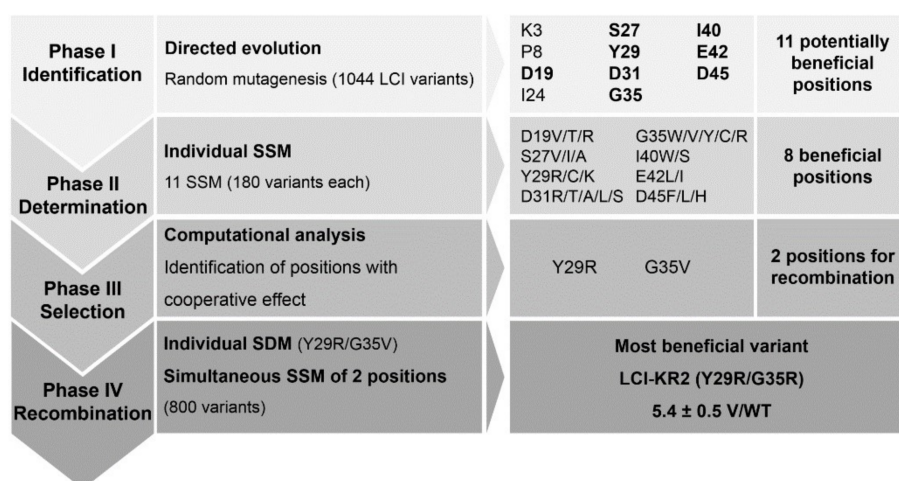 Phase I
Identification
Directed evolution
Random mutagenesis (1044 LCI variants)
K3 S27 I40
P8 Y29 E42
D19 D31 D45
I24 G35
11 potentially
beneficial
positions
Phase II
Determination
Individual SSM
11 SSM (180 variants each)
D19V/T/R G35W/V/Y/C/R
S27V/I/A I40W/S
Y29R/C/K E42L/I
D31R/T/A/L/S D45F/L/H
8 beneficial
positions
Phase III
Selection
Computational analysis
Identification of positions with
cooperative effect
Y29R G35V
2 positions for
recombination
Phase IV
Recombination
Individual SDM (Y29R/G35V)
Simultaneous SSM of 2 positions
(800 variants)
Most beneficial variant
LCI-KR2 (Y29R/G35R)
5.4 ± 0.5 V/WT